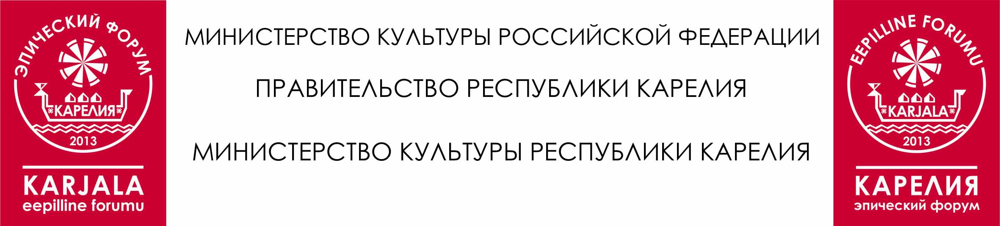 ЭПИЧЕСКИЙ ФОРУМ
КАРЕЛИЯ
2013
KARJALA
eepilline forumu
МИНИСТЕРСТВО КУЛЬТУРЫ РОССИЙСКОЙ ФЕДЕРАЦИИ
ПРАВИТЕЛЬСТВО РЕСПУБЛИКИ КАРЕЛИЯ
МИНИСТЕРСТВО КУЛЬТУРЫ РЕСПУБЛИКИ КАРЕЛИЯ
EEPILLINE FORUMU
KARJALA
2013
КАРЕЛИЯ
эпический форум